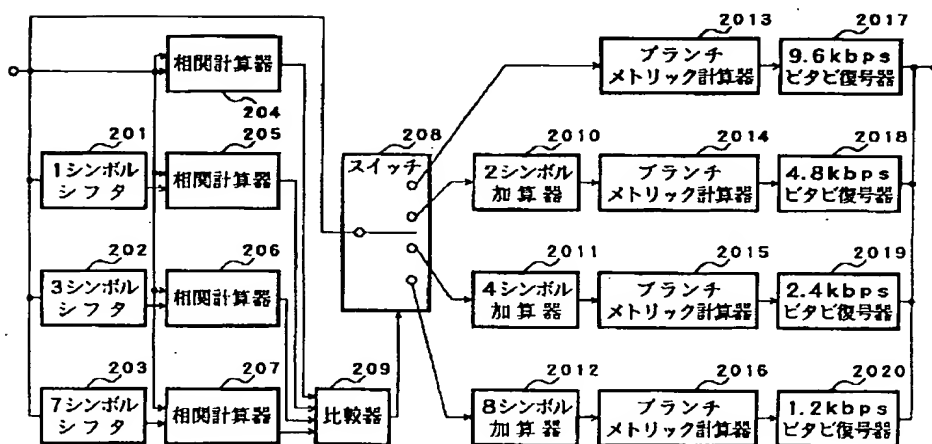 2013
2017
ブランチ
メトリック計算器
9.6kbps
ビタビ復号器
相関計算器
204
201
205
208
2010
2014
2018
1シンボル
シフタ
相関計算器
スイッチ
2シンボル
加算器
ブランチ
メトリック計算器
4.8kbps
ビタビ復号器
202
206
2011
2015
2019
3シンボル
シフタ
相関計算器
4シンボル
加算器
ブランチ
メトリック計算器
2.4kbps
ビタビ復号器
203
207
209
2012
2016
2020
7シンボル
シフタ
相関計算器
比較器
8シンボル
加算器
ブランチ
メトリック計算器
1.2kbps
ビタビ復号器